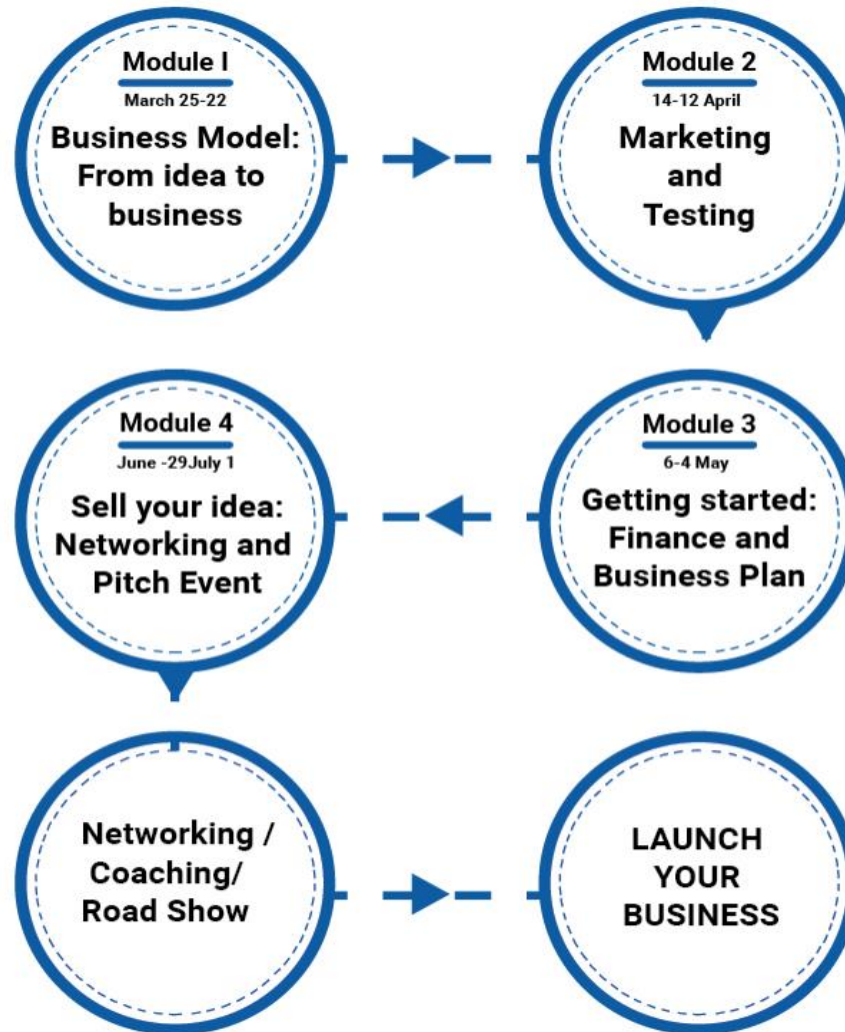 Module I
March 25-22
Business Model:
From idea to
business
Module 2
14-12 April
Marketing
and
Testing
Module 3
6-4 May
Getting started:
Finance and
Business Plan
Module 4
June -29July 1
Sell your idea:
Networking and
Pitch Event
Networking /
Coaching/
Road Show
LAUNCH
YOUR
BUSINESS